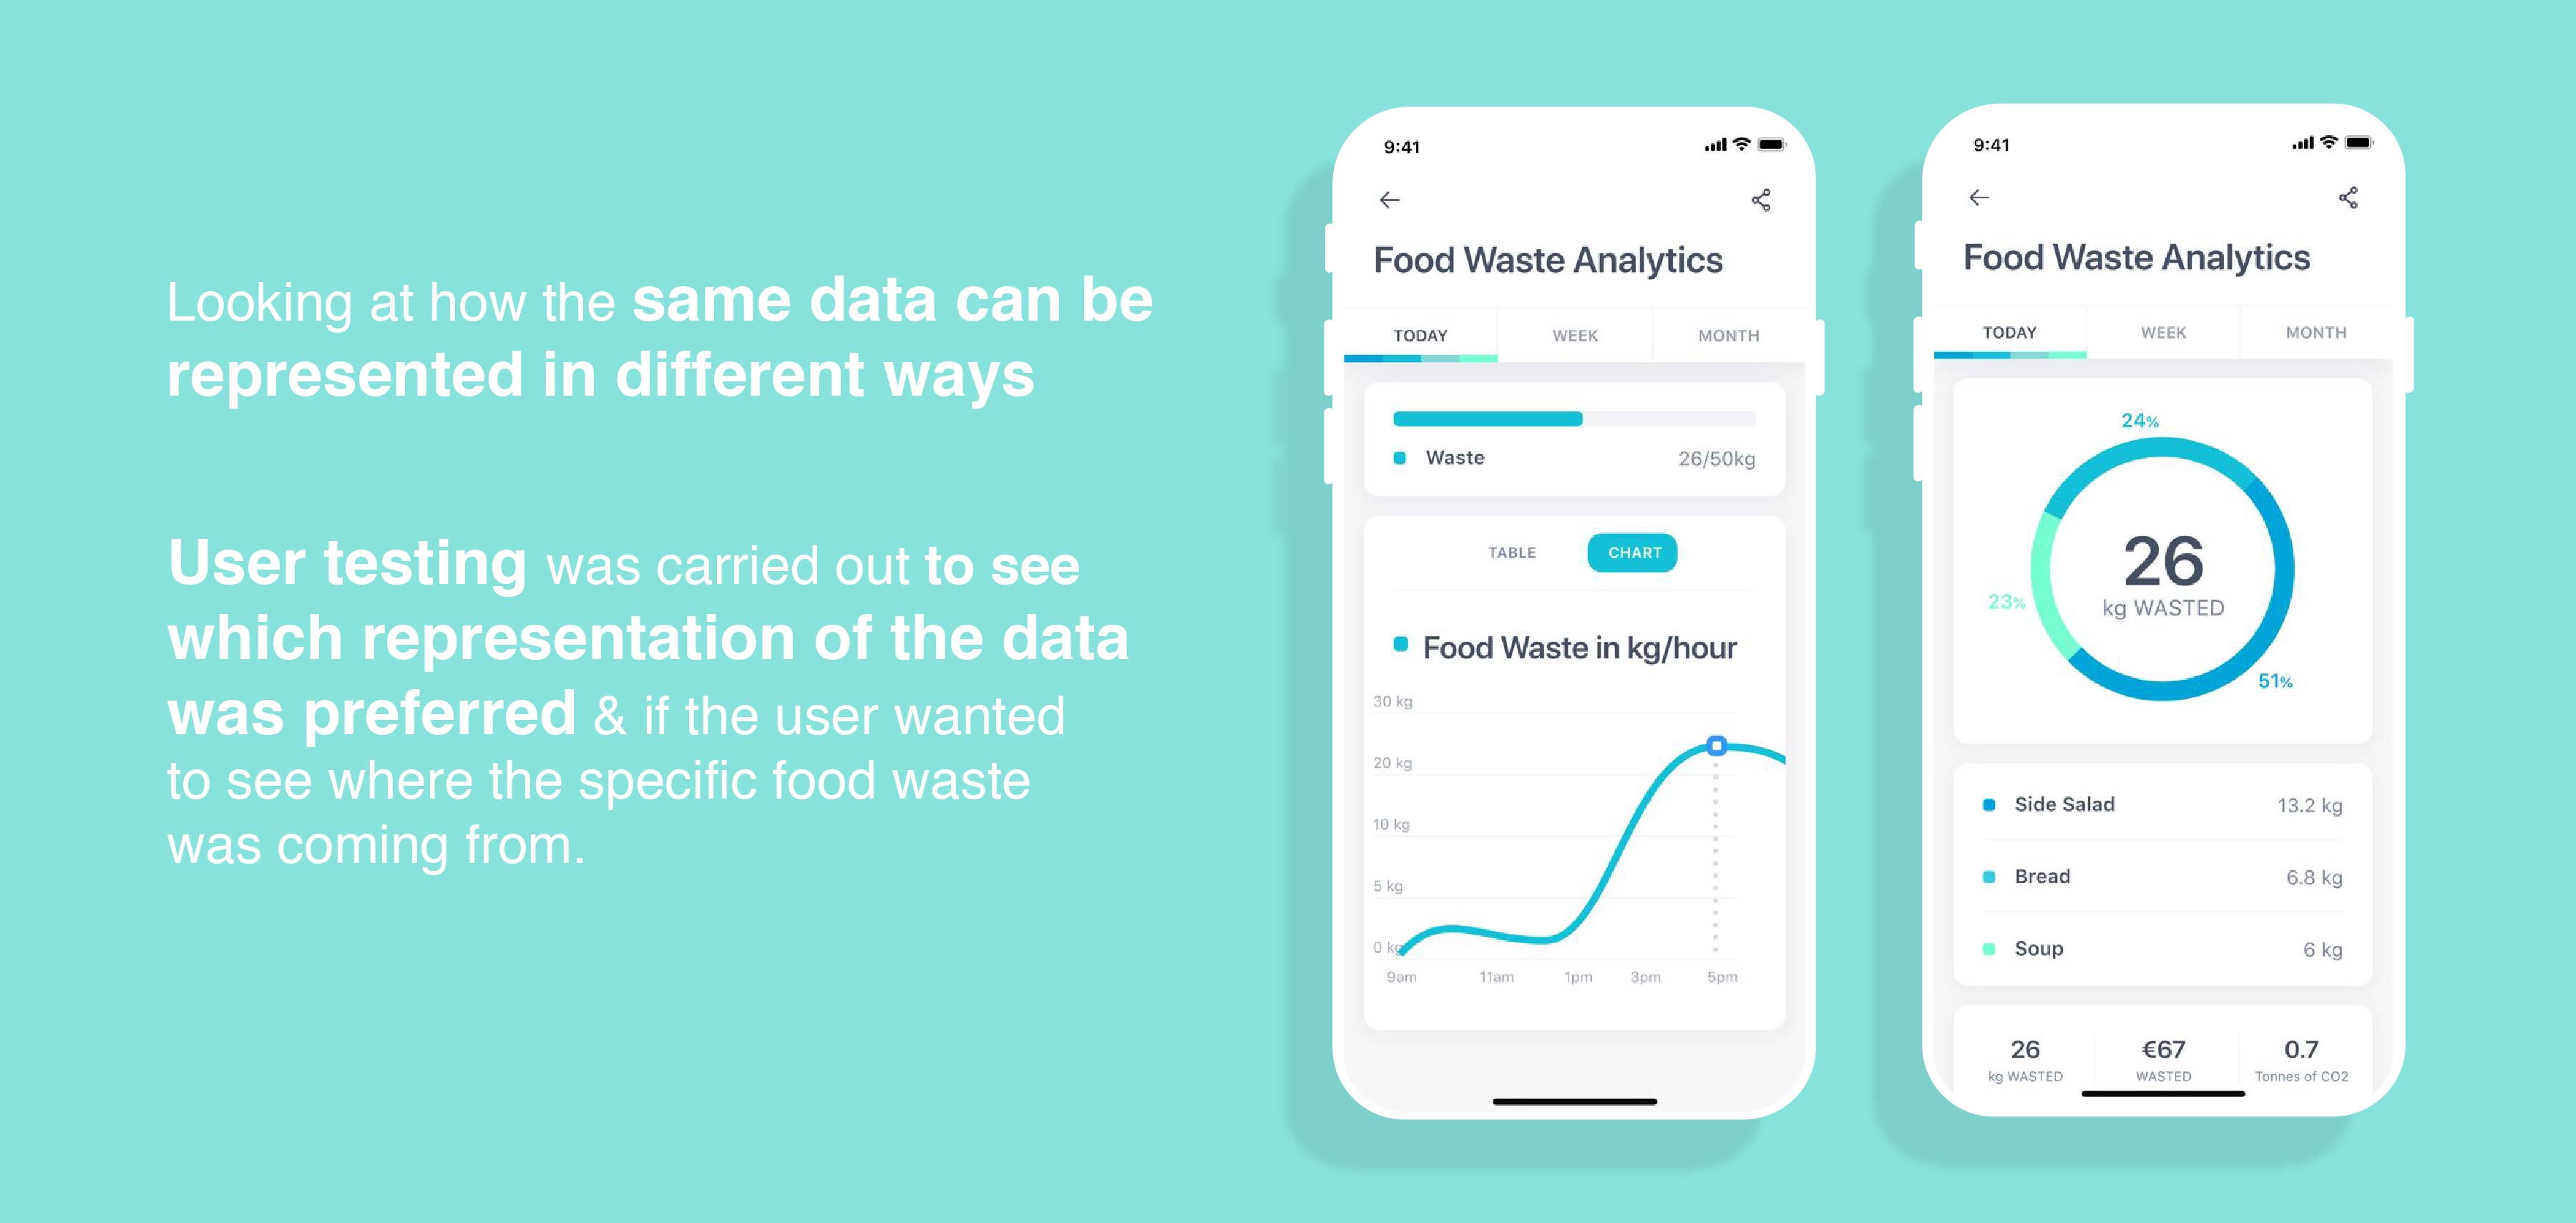 Looking at how the same data can be
represented in different ways
User testing was carried out to see
which representation of the data
was preferred & if the user wanted
to see where the specific food waste
was coming from.
9:41
Food Waste Analytics
TODAY WEEK MONTH
Waste 26/50kg
TABLE CHART
Food Waste in kg/hour
30 kg
20 kg
10 kg
5 kg
0 kg
9am 11am 1pm 3pm 5pm
9:41
Food Waste Analytics
TODAY WEEK MONTH
24%
26
kg WASTED
23%
51%
Side Salad 13.2 kg
Bread 6.8 kg
Soup 6 kg
26 €67 0.7
kg WASTED WASTED Tonnes of CO2